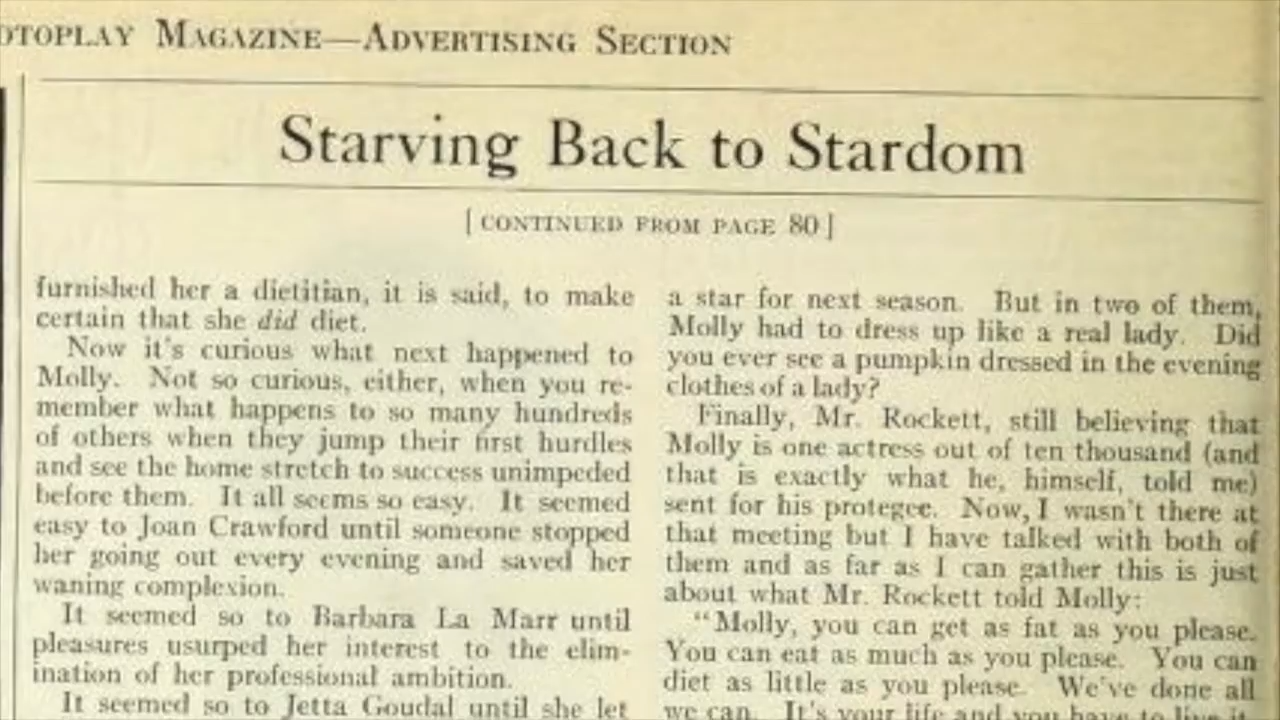 OTOPLAY MAGAZINE—ADVERTISING SECTION
Starving Back to Stardom
[ CONTINUED FROM PAGE 80 ]
furnished her a dietitian, it is said, to make
certain that she did diet.
Now it's curious what next happened to
Molly. Not so curious, either, when you re-
member what happens to so many hundreds
of others when they jump their first hurdles
and see the home stretch to success unimpeded
before them. It all seems so easy. It seemed
easy to Joan Crawford until someone stopped
her going out every evening and saved her
waning complexion.
It seemed so to Barbara La Marr until
pleasures usurped her interest to the elim-
ination of her professional ambition.
It seemed so to Jetta Goudal until she let
a star for next season. But in two of them,
Molly had to dress up like a real lady. Did
you ever see a pumpkin dressed in the evening
clothes of a lady?
Finally, Mr. Rockett, still believing that
Molly is one actress out of ten thousand (and
that is exactly what he, himself, told me)
sent for his protegee. Now, I wasn't there at
that meeting but I have talked with both of
them and as far as I can gather this is just
about what Mr. Rockett told Molly:
"Molly, you can get as fat as you please.
You can eat as much as you please. You can
diet as little as you please. We've done all
we can. It's your life and you have to live it.